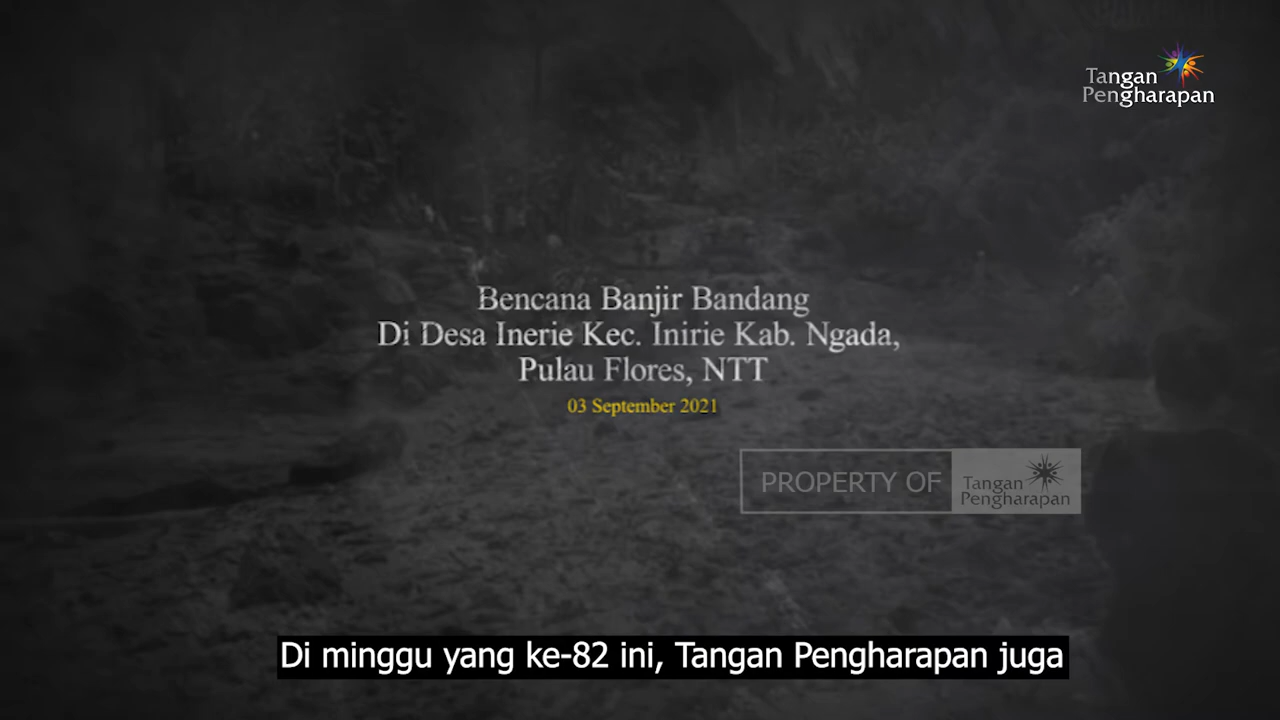 Tangan
Pengharapan
Bencana Banjir Bandang
Di Desa Inerie Kec. Inirie Kab. Ngada,
Pulau Flores, NTT
03 September 2021
PROPERTY OF
Tangan
Pengharapan
Di minggu yang ke-82 ini, Tangan Pengharapan juga